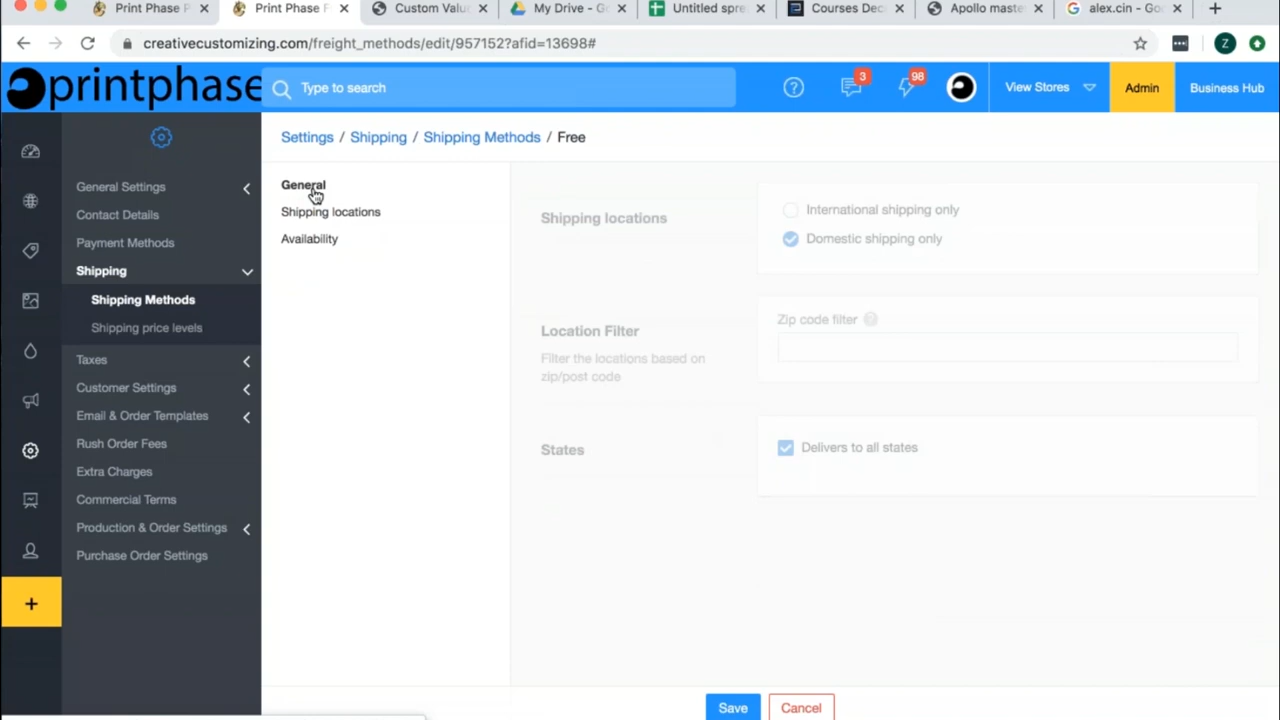 Print Phase P
Print Phase F
Custom Valu
My Drive - Go
Untitled spre
Courses Dec
Apollo maste
alex.cin - Goo
creativecustomizing.com/freight_methods/edit/957152?afid=13698#
Z
printphase
Type to search
3
98
View Stores
Admin
Business Hub
Settings / Shipping / Shipping Methods / Free
General Settings
Contact Details
Payment Methods
Shipping
Shipping Methods
Shipping price levels
Taxes
Customer Settings
Email & Order Templates
Rush Order Fees
Extra Charges
Commercial Terms
Production & Order Settings
Purchase Order Settings
General
Shipping locations
Availability
Shipping locations
International shipping only
Domestic shipping only
Location Filter
Filter the locations based on
zip/post code
Zip code filter
States
Delivers to all states
Save
Cancel